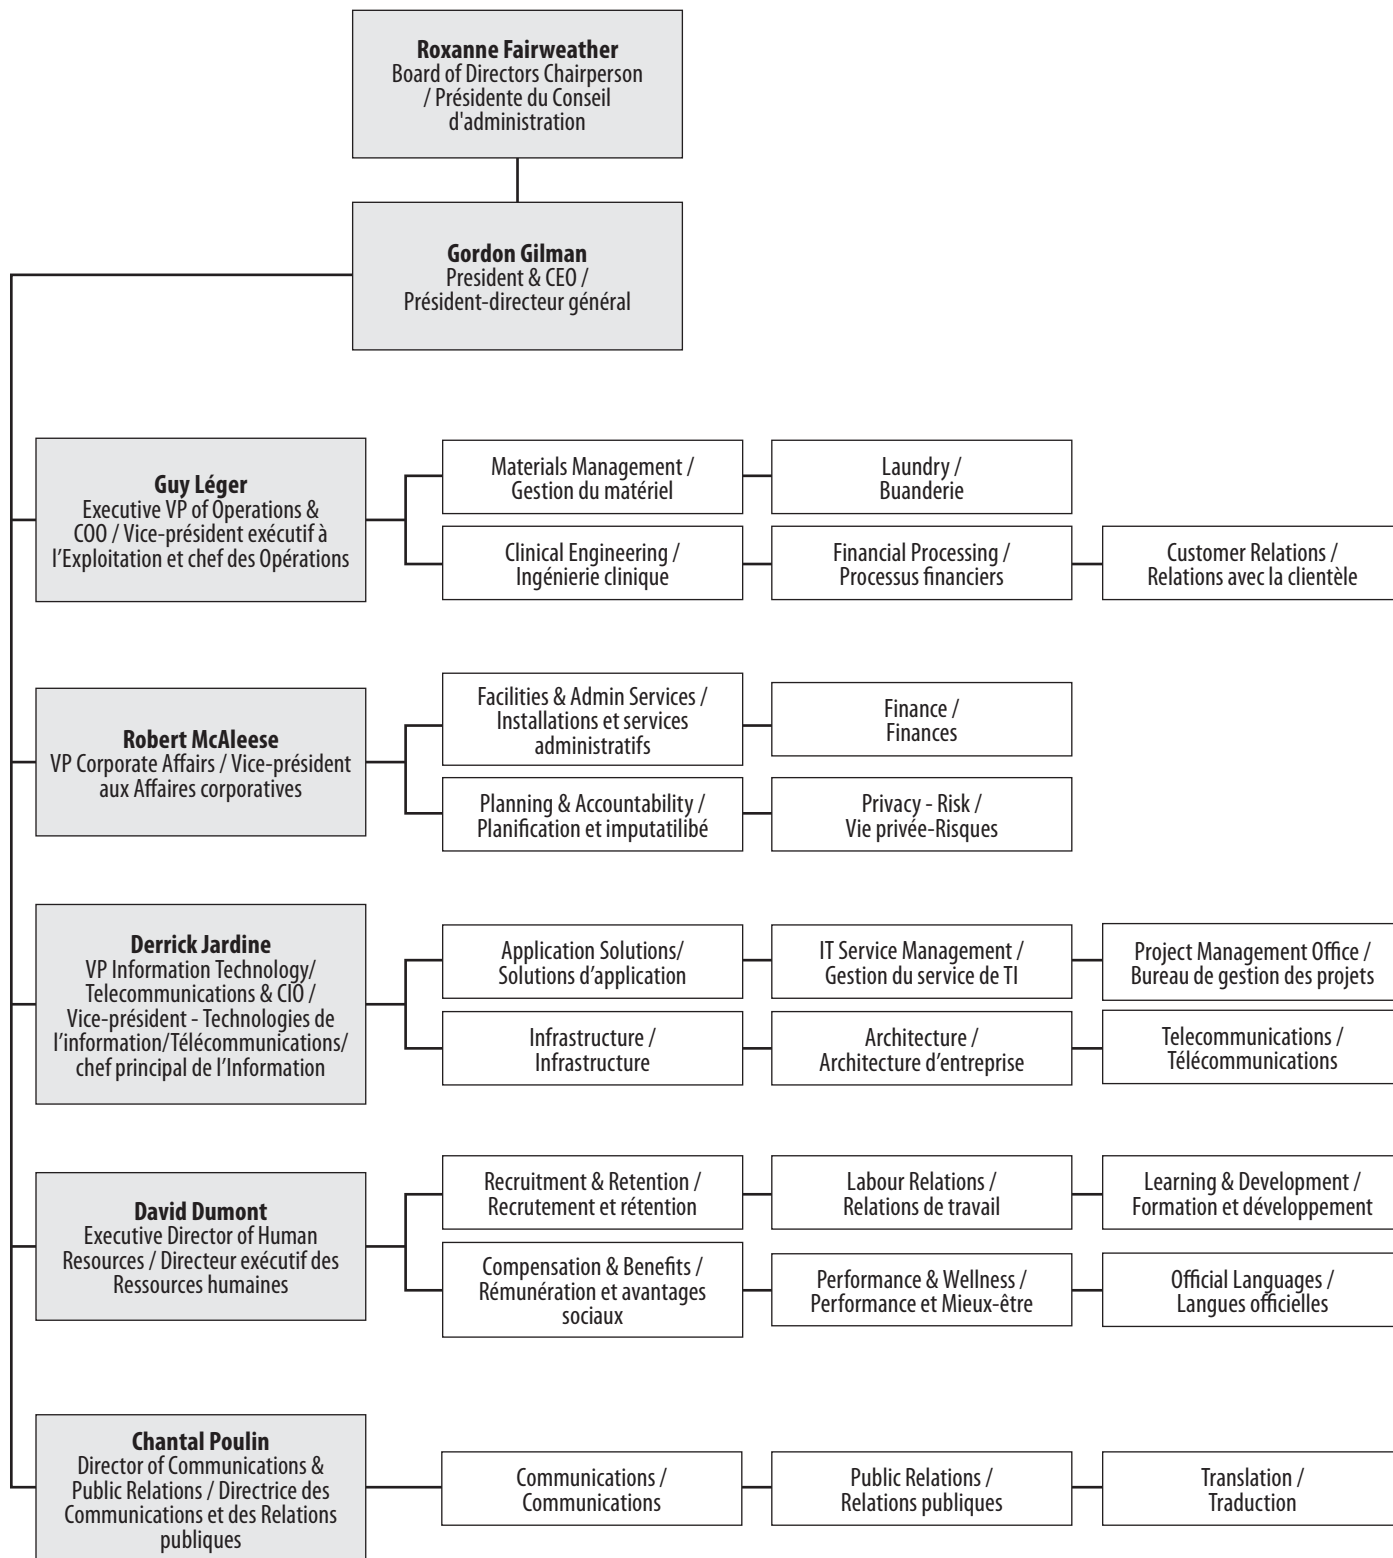 Roxanne Fairweather
Board of Directors Chairperson
/ Présidente du Conseil
d'administration
Gordon Gilman
President & CEO /
Président-directeur général
Guy Léger
Executive VP of Operations &
COO / Vice-président exécutif à
l’Exploitation et chef des Opérations
Materials Management /
Gestion du matériel
Laundry /
Buanderie
Clinical Engineering /
Ingénierie clinique
Financial Processing /
Processus financiers
Customer Relations /
Relations avec la clientèle
Robert McAleese
VP Corporate Affairs / Vice-président
aux Affaires corporatives
Facilities & Admin Services /
Installations et services
administratifs
Finance /
Finances
Planning & Accountability /
Planification et imputatilibé
Privacy - Risk /
Vie privée-Risques
Derrick Jardine
VP Information Technology/
Telecommunications & CIO /
Vice-président - Technologies de
l’information/Télécommunications/
chef principal de l’Information
Application Solutions/
Solutions d’application
IT Service Management /
Gestion du service de TI
Project Management Office /
Bureau de gestion des projets
Infrastructure /
Infrastructure
Architecture /
Architecture d’entreprise
Telecommunications /
Télécommunications
David Dumont
Executive Director of Human
Resources / Directeur exécutif des
Ressources humaines
Recruitment & Retention /
Recrutement et rétention
Labour Relations /
Relations de travail
Learning & Development /
Formation et développement
Compensation & Benefits /
Rémunération et avantages
sociaux
Performance & Wellness /
Performance et Mieux-être
Official Languages /
Langues officielles
Chantal Poulin
Director of Communications &
Public Relations / Directrice des
Communications et des Relations
publiques
Communications /
Communications
Public Relations /
Relations publiques
Translation /
Traduction